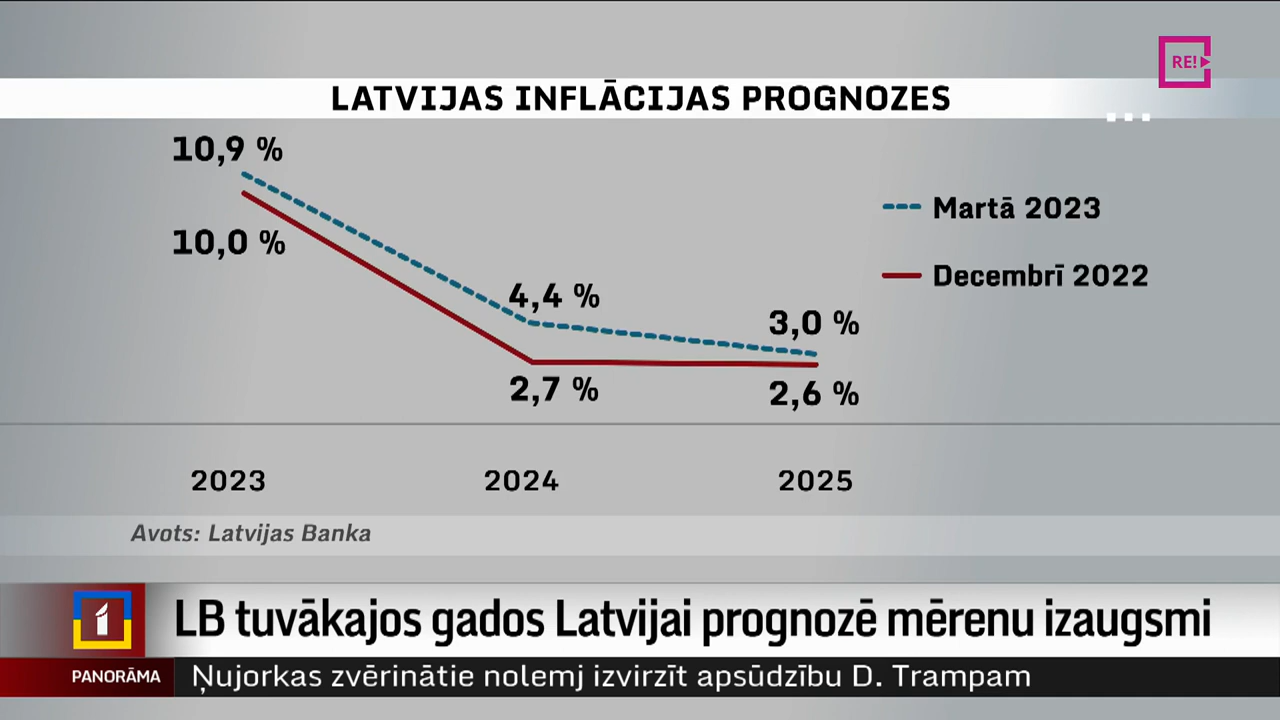 RE!
LATVIJAS INFLĀCIJAS PROGNOZES
10,9 %
10,0 %
4,4 %
2,7 %
3,0 %
2,6 %
Martā 2023
Decembrī 2022
2023 2024 2025
Avots: Latvijas Banka
1 LB tuvākajos gados Latvijai prognozē mērenu izaugsmi
PANORĀMA Ņujorkas zvērinātie nolemj izvirzīt apsūdzību D. Trampam